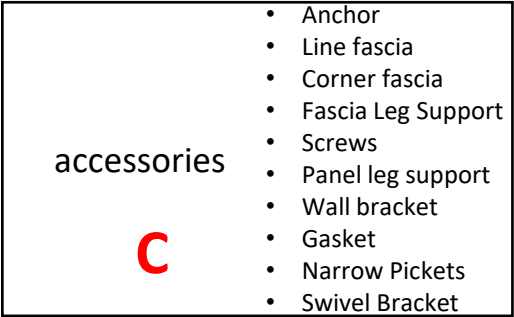 accessories
C
• Anchor
• Line fascia
• Corner fascia
• Fascia Leg Support
• Screws
• Panel leg support
• Wall bracket
• Gasket
• Narrow Pickets
• Swivel Bracket